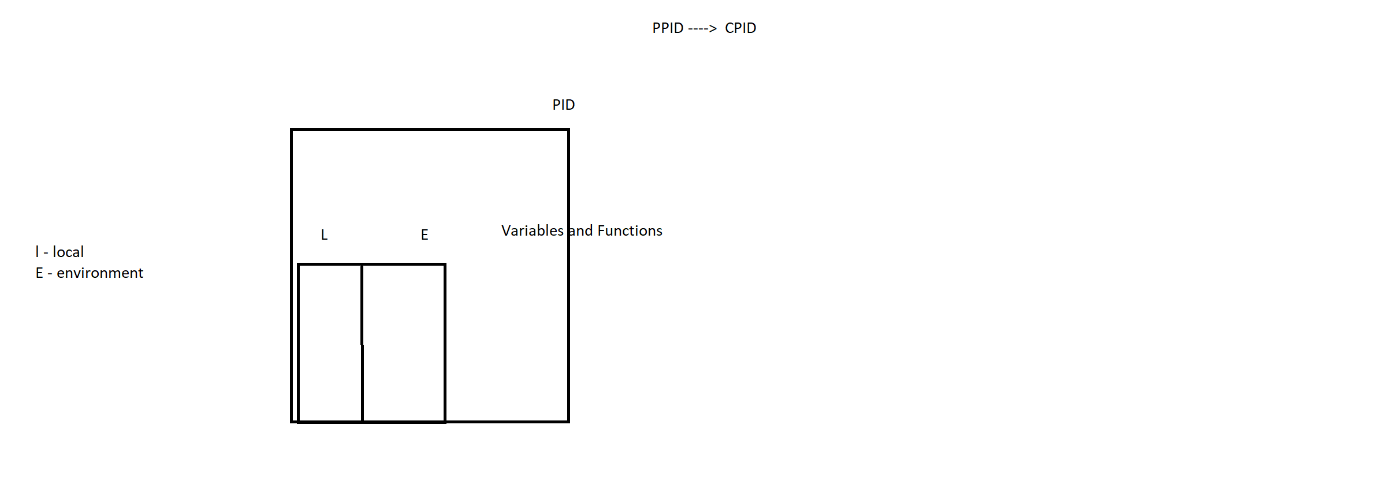 PPID ----> CPID
PID
L
E
Variables and Functions
l - local
E - environment